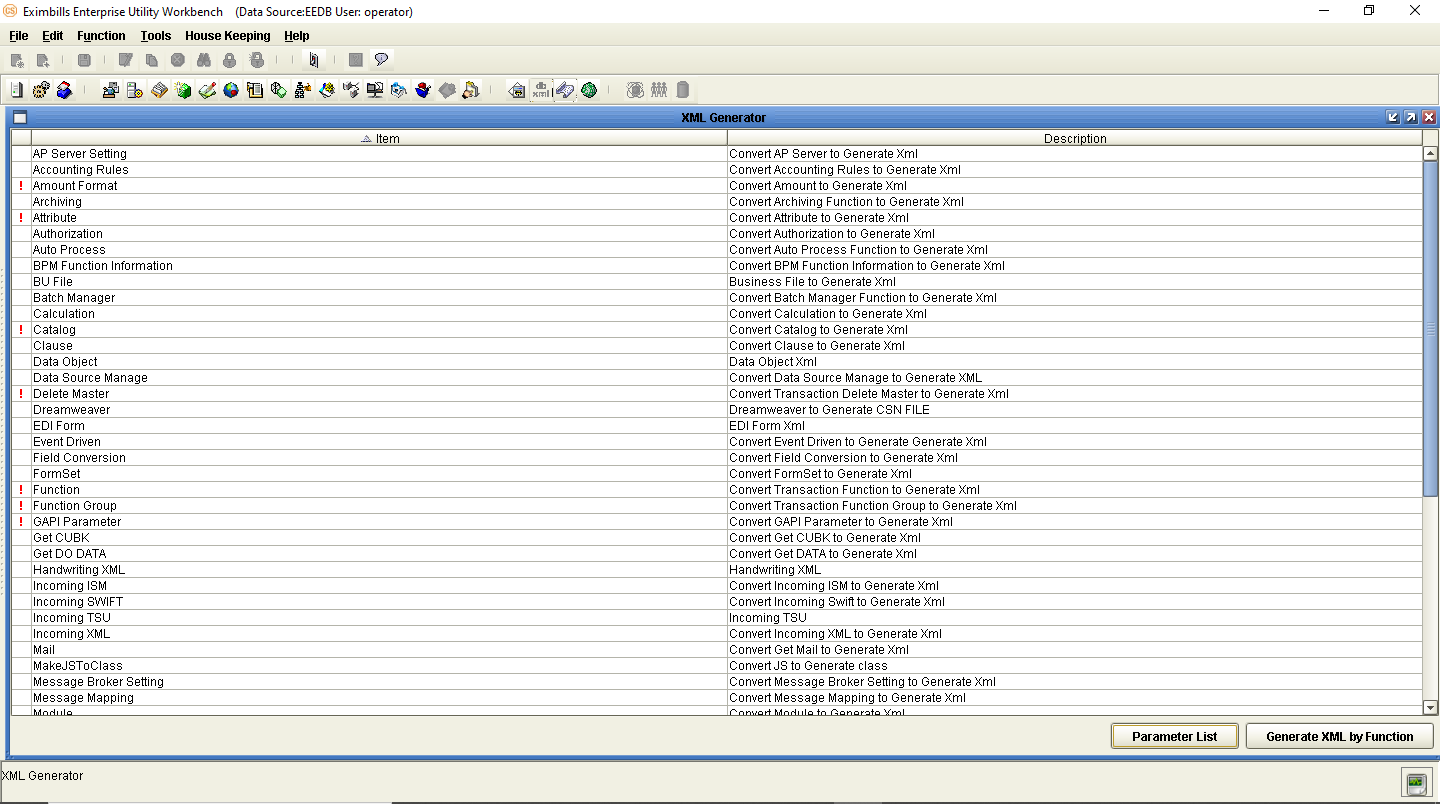 CS Eximbills Enterprise Utility Workbench (Data Source:EEDB User: operator)
File Edit Function Tools House Keeping Help
XML Generator
Item Description
AP Server Setting Convert AP Server to Generate Xml
Accounting Rules Convert Accounting Rules to Generate Xml
! Amount Format Convert Amount to Generate Xml
Archiving Convert Archiving Function to Generate Xml
! Attribute Convert Attribute to Generate Xml
Authorization Convert Authorization to Generate Xml
Auto Process Convert Auto Process Function to Generate Xml
BPM Function Information Convert BPM Function Information to Generate Xml
BU File Business File to Generate Xml
Batch Manager Convert Batch Manager Function to Generate Xml
Calculation Convert Calculation to Generate Xml
! Catalog Convert Catalog to Generate Xml
Clause Convert Clause to Generate Xml
Data Object Data Object Xml
Data Source Manage Convert Data Source Manage to Generate XML
! Delete Master Convert Transaction Delete Master to Generate Xml
Dreamweaver Dreamweaver to Generate CSN FILE
EDI Form EDI Form Xml
Event Driven Convert Event Driven to Generate Generate Xml
Field Conversion Convert Field Conversion to Generate Xml
FormSet Convert FormSet to Generate Xml
! Function Convert Transaction Function to Generate Xml
! Function Group Convert Transaction Function Group to Generate Xml
! GAPI Parameter Convert GAPI Parameter to Generate Xml
Get CUBK Convert Get CUBK to Generate Xml
Get DO DATA Convert Get DATA to Generate Xml
Handwriting XML Handwriting XML
Incoming ISM Convert Incoming ISM to Generate Xml
Incoming SWIFT Convert Incoming Swift to Generate Xml
Incoming TSU Incoming TSU
Incoming XML Convert Incoming XML to Generate Xml
Mail Convert Get Mail to Generate Xml
MakeJSToClass Convert JS to Generate class
Message Broker Setting Convert Message Broker Setting to Generate Xml
Message Mapping Convert Message Mapping to Generate Xml
Module Convert Module to Generate Xml
Parameter List Generate XML by Function
XML Generator